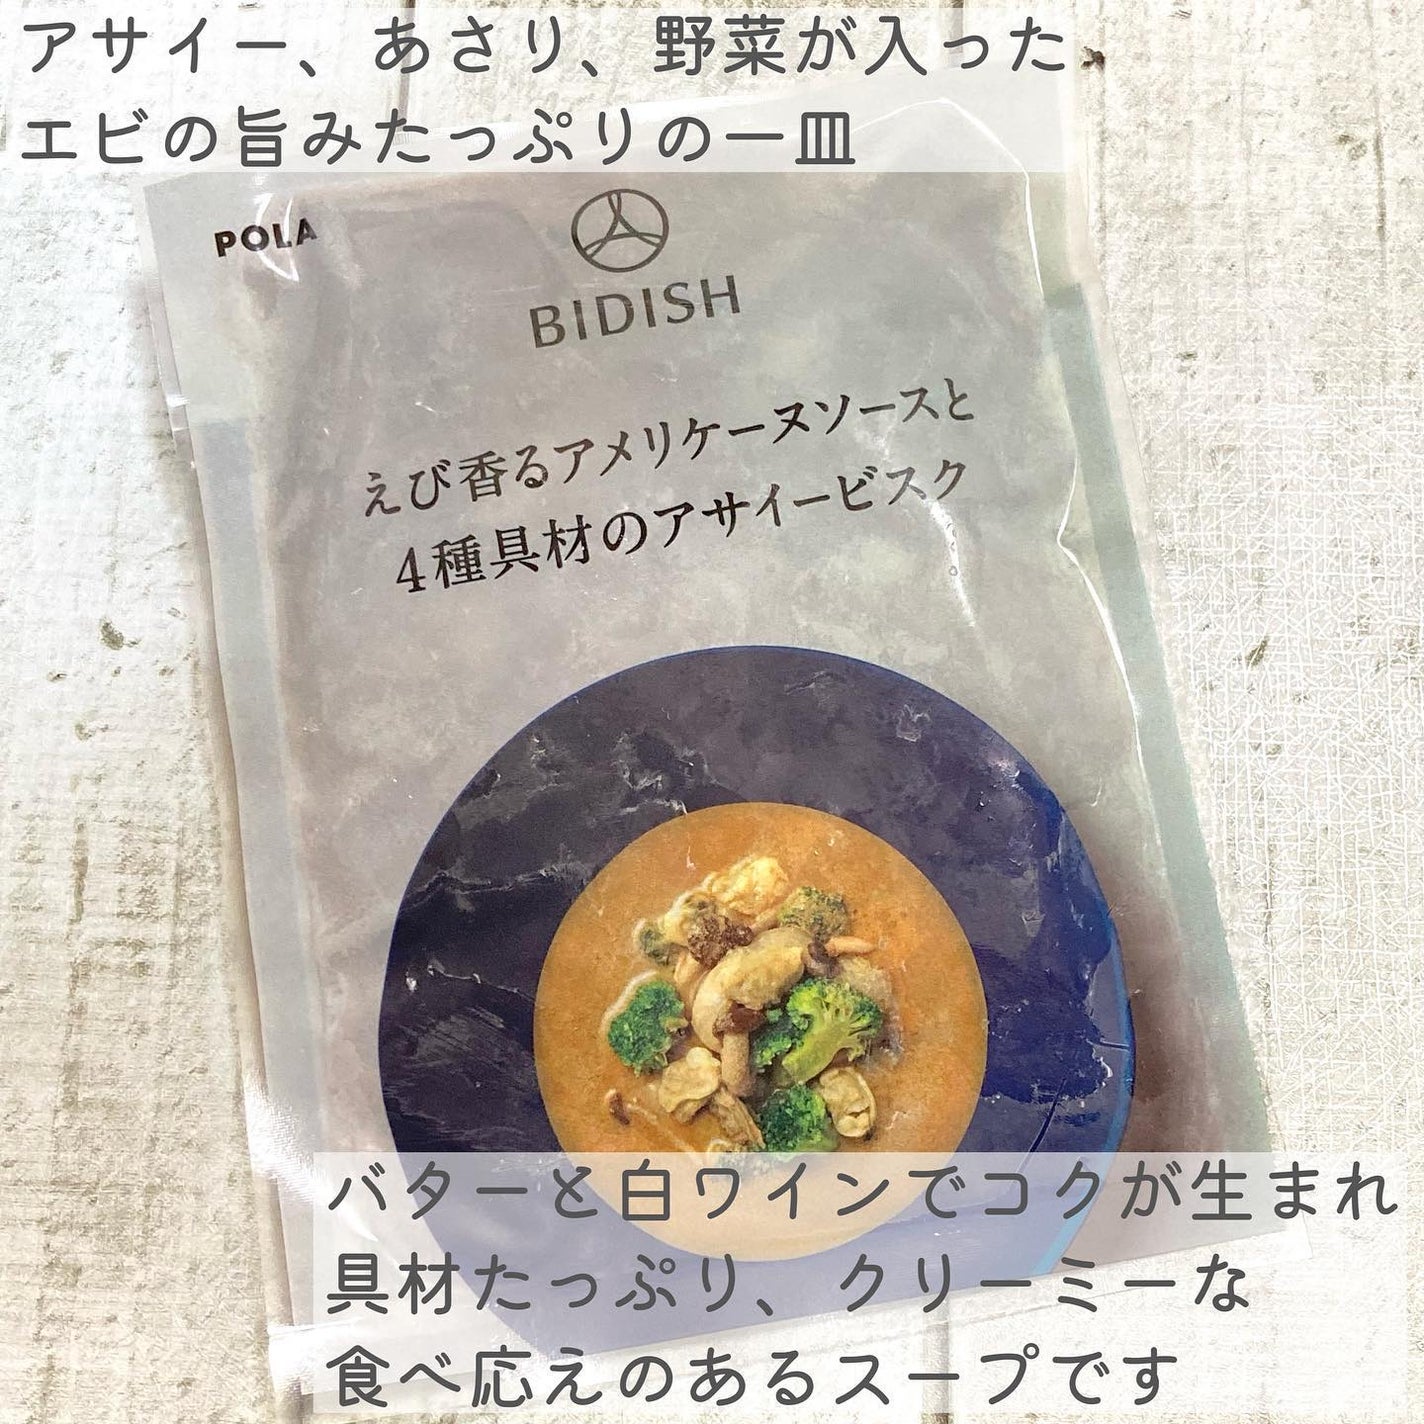 アサイー、あさり、野菜が入った
エビの旨みたっぷりの一皿
POLA
BIDISH
えび香るアメリケーヌソースと
4種具材のアサイービスク
バターと白ワインでコクが生まれ
具材たっぷり、クリーミーな
食べ応えのあるスープです